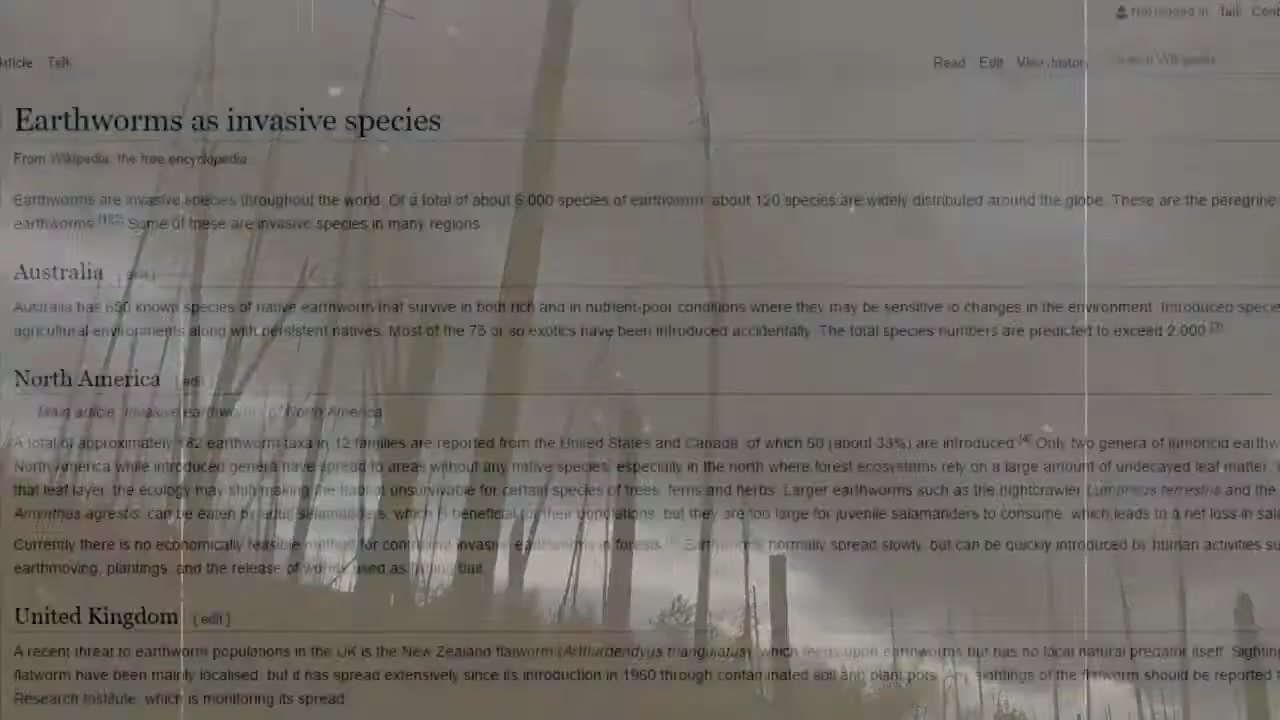 Not logged in Talk Cont
Article Talk
Read Edit View history Search Wikipedia
Earthworms as invasive species
From Wikipedia, the free encyclopedia
Earthworms are invasive species throughout the world. Of a total of about 6,000 species of earthworm, about 120 species are widely distributed around the globe. These are the peregrine
earthworms. Some of these are invasive species in many regions.
Australia [ edit ]
Australia has 650 known species of native earthworm that survive in both rich and in nutrient-poor conditions where they may be sensitive to changes in the environment. Introduced specie
agricultural environments along with persistent natives. Most of the 75 or so exotics have been introduced accidentally. The total species numbers are predicted to exceed 2,000.
North America [ edit ]
Main article: Invasive earthworms of North America
A total of approximately 182 earthworm taxa in 12 families are reported from the United States and Canada, of which 60 (about 33%) are introduced.[4] Only two genera of lumbricid earthw
North America while introduced genera have spread to areas without any native species, especially in the north where forest ecosystems rely on a large amount of undecayed leaf matter.
that leaf layer, the ecology may shift making the habitat unsurvivable for certain species of trees, ferns and herbs. Larger earthworms such as the nightcrawler Lumbricus terrestris and the
Amynthas agrestis, can be eaten by adult salamanders, which is beneficial for their populations, but they are too large for juvenile salamanders to consume, which leads to a net loss in sala
Currently there is no economically feasible method for controlling invasive earthworms in forests. Earthworms normally spread slowly, but can be quickly introduced by human activities su
earthmoving, plantings, and the release of worms used as fishing bait.
United Kingdom [ edit ]
A recent threat to earthworm populations in the UK is the New Zealand flatworm (Arthurdendyus triangulatus), which feeds upon earthworms but has no local natural predator itself. Sighting
flatworm have been mainly localised, but it has spread extensively since its introduction in 1960 through contaminated soil and plant pots. Any sightings of the flatworm should be reported t
Research Institute, which is monitoring its spread.